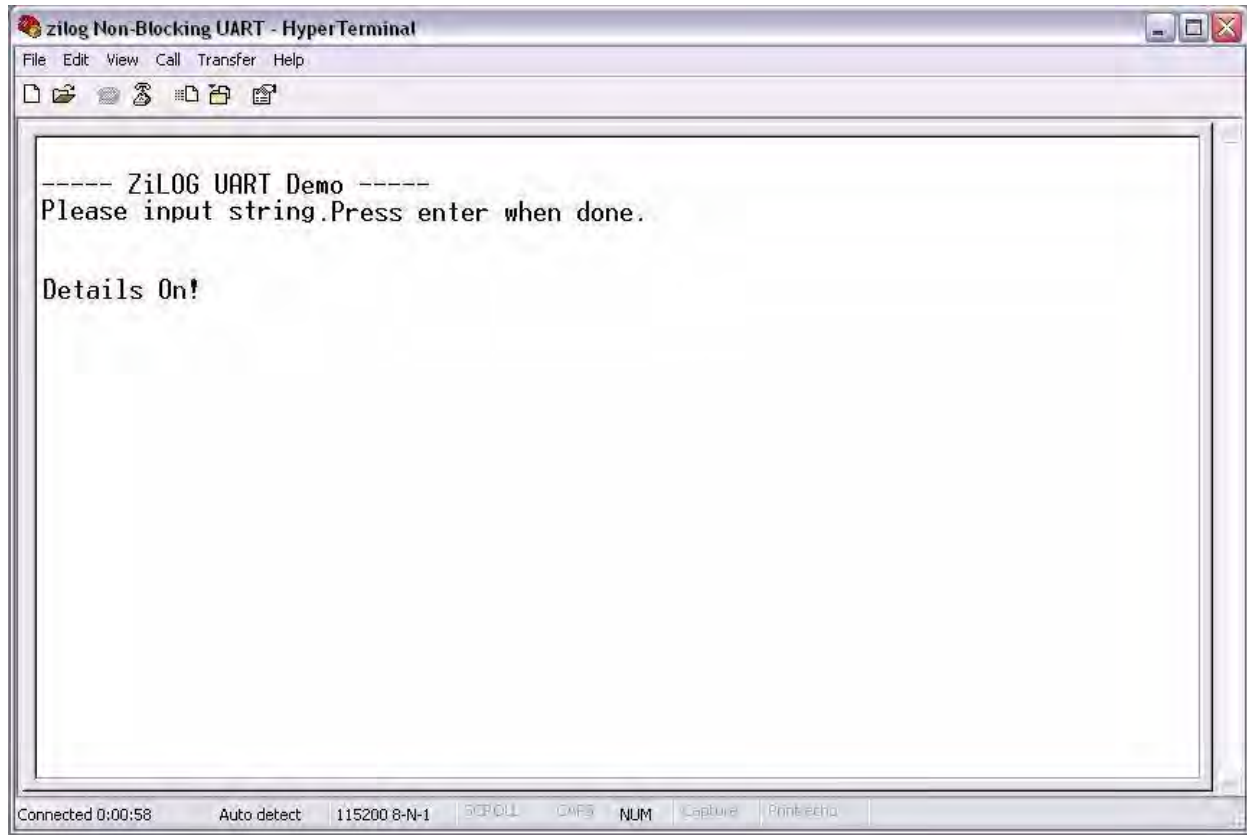 zilog Non-Blocking UART - HyperTerminal
File Edit View Call Transfer Help
----- ZiLOG UART Demo -----
Please input string.Press enter when done.
Details On!
Connected 0:00:58 Auto detect 115200 8-N-1 SCROLL CAPS NUM Capture Print echo